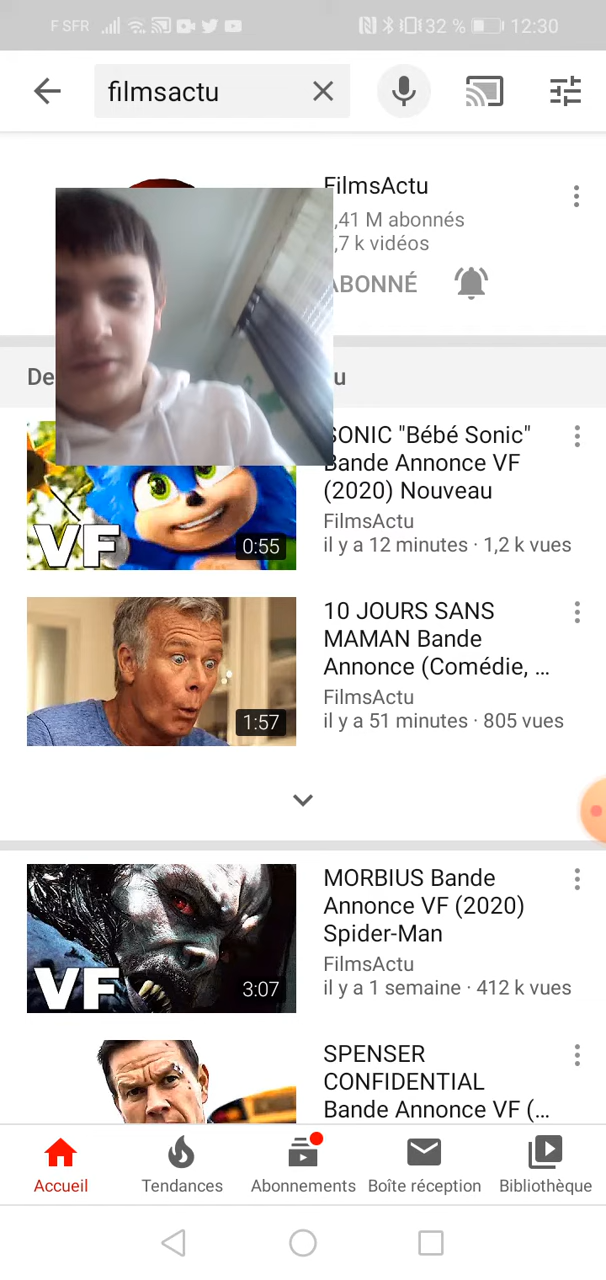 F SFR 32 % 12:30
filmsactu
FilmsActu
,41 M abonnés
,7 k vidéos
ABONNÉ
De
u
SONIC "Bébé Sonic"
Bande Annonce VF
(2020) Nouveau
FilmsActu
il y a 12 minutes · 1,2 k vues
VF
0:55
10 JOURS SANS
MAMAN Bande
Annonce (Comédie, ...
FilmsActu
il y a 51 minutes · 805 vues
1:57
MORBIUS Bande
Annonce VF (2020)
Spider-Man
FilmsActu
il y a 1 semaine · 412 k vues
VF
3:07
SPENSER
CONFIDENTIAL
Bande Annonce VF (...
Accueil Tendances Abonnements Boîte réception Bibliothèque